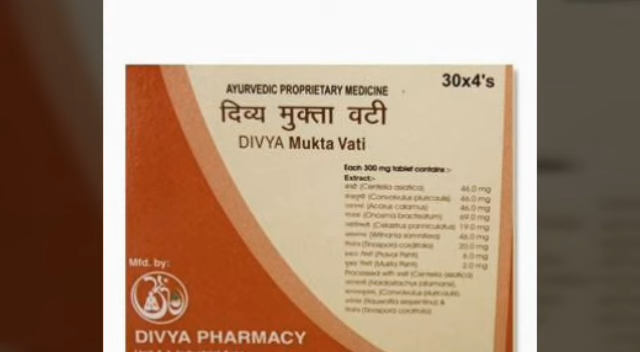 30x4's
AYURVEDIC PROPRIETARY MEDICINE
दिव्य मुक्ता वटी
DIVYA Mukta Vati
Each 300 mg tablet contains :-
Extract:-
(Centella asiatica) 46.0 mg
(Convolvulus pluricaulis) 46.0 mg
(Acorus calamus) 46.0 mg
(Onosma bracteatum) 69.0 mg
(Celastrus panniculatus) 19.0 mg
(Withania somnifera) 46.0 mg
(Tinospora cordifolia) 20.0 mg
(Praval Pishti) 6.0 mg
(Mukta Pishti) 2.0 mg
Processed with (Centella asiatica)
(Nardostachys jatamansi),
(Convolvulus pluricaulis),
(Rauwolfia serpentina) &
(Tinospora cordifolia)
Mfd. by:
DIVYA PHARMACY